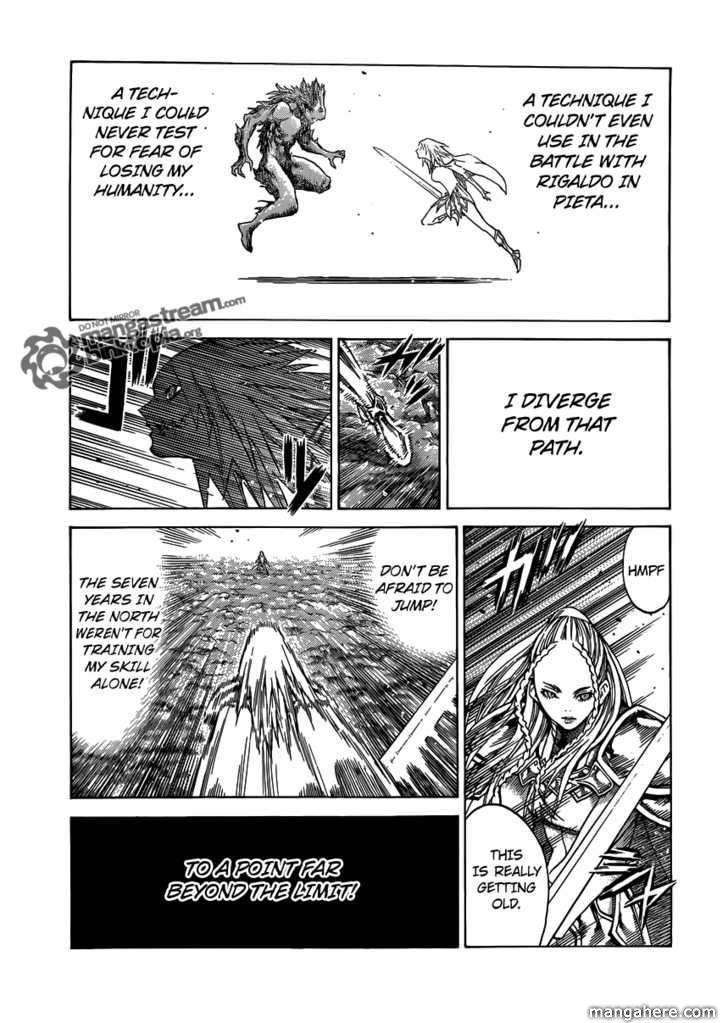 A TECH-
NIQUE I COULD
NEVER TEST
FOR FEAR OF
LOSING MY
HUMANITY...
A TECHNIQUE I
COULDN'T EVEN
USE IN THE
BATTLE WITH
RIGALDO IN
PIETA...
DO NOT MIRROR
mangastream.com
I DIVERGE
FROM THAT
PATH.
THE SEVEN
YEARS IN
THE NORTH
WEREN'T FOR
TRAINING
MY SKILL
ALONE!
DON'T BE
AFRAID TO
JUMP!
HMPF
THIS
IS REALLY
GETTING
OLD.
TO A POINT FAR
BEYOND THE LIMIT!
mangahere.com